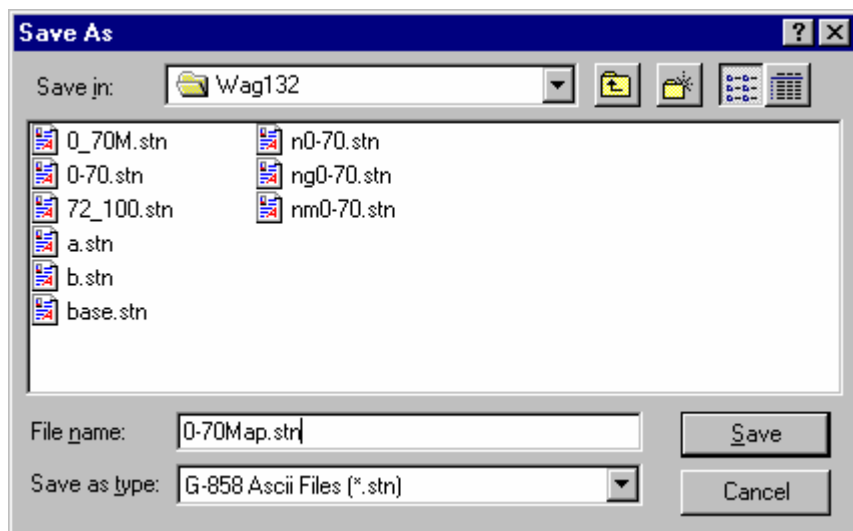 Save As
Save in: Wag132
0_70M.stn
0-70.stn
72_100.stn
a.stn
b.stn
base.stn
n0-70.stn
ng0-70.stn
nm0-70.stn
File name: 0-70Map.stn
Save
Save as type: G-858 Ascii Files (*.stn)
Cancel